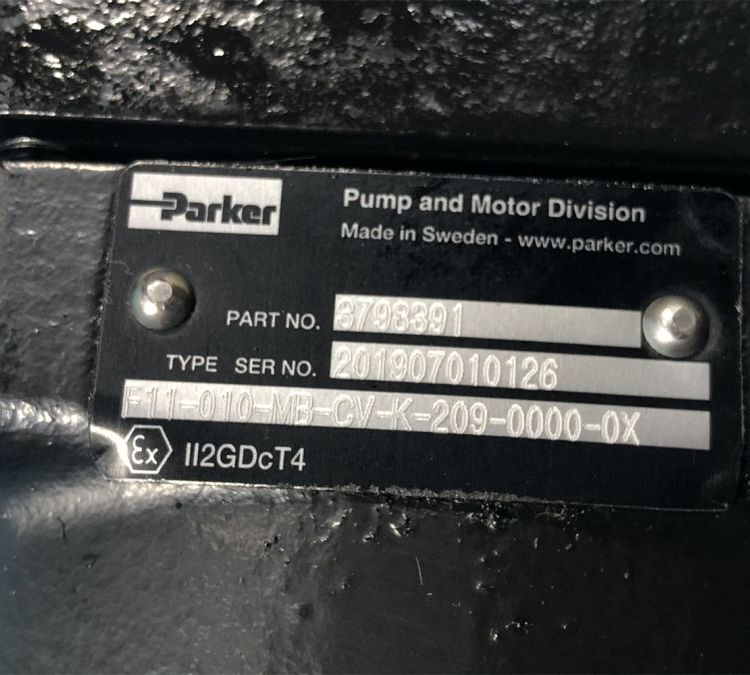 Parker
Pump and Motor Division
Made in Sweden - www.parker.com
PART NO. 3798391
TYPE SER NO. 201907010126
F11-010-MB-CV-K-209-0000-0X
Ex II2GDcT4